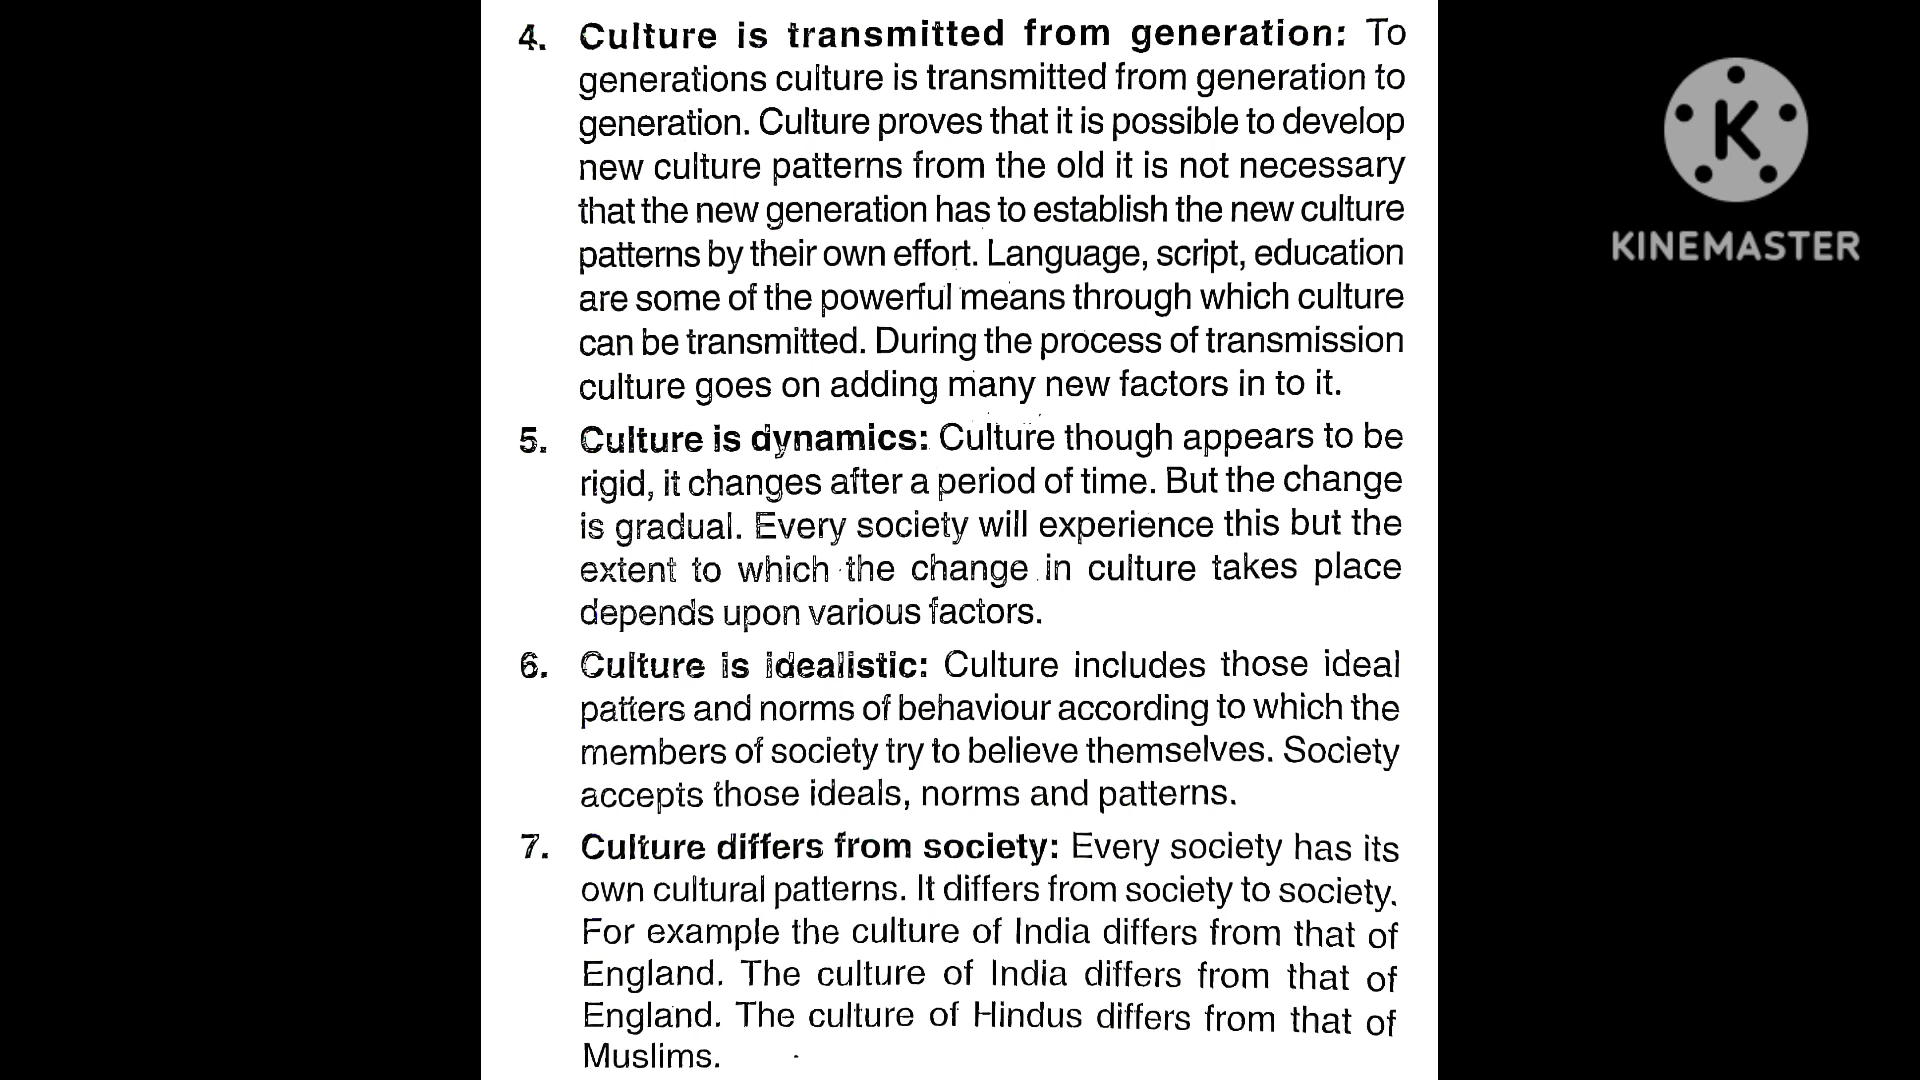 4. Culture is transmitted from generation: To
generations culture is transmitted from generation to
generation. Culture proves that it is possible to develop
new culture patterns from the old it is not necessary
that the new generation has to establish the new culture
patterns by their own effort. Language, script, education
are some of the powerful means through which culture
can be transmitted. During the process of transmission
culture goes on adding many new factors in to it.
5. Culture is dynamics: Culture though appears to be
rigid, it changes after a period of time. But the change
is gradual. Every society will experience this but the
extent to which the change in culture takes place
depends upon various factors.
6. Culture is idealistic: Culture includes those ideal
patters and norms of behaviour according to which the
members of society try to believe themselves. Society
accepts those ideals, norms and patterns.
7. Culture differs from society: Every society has its
own cultural patterns. It differs from society to society.
For example the culture of India differs from that of
England. The culture of India differs from that of
England. The culture of Hindus differs from that of
Muslims.
K
KINEMASTER